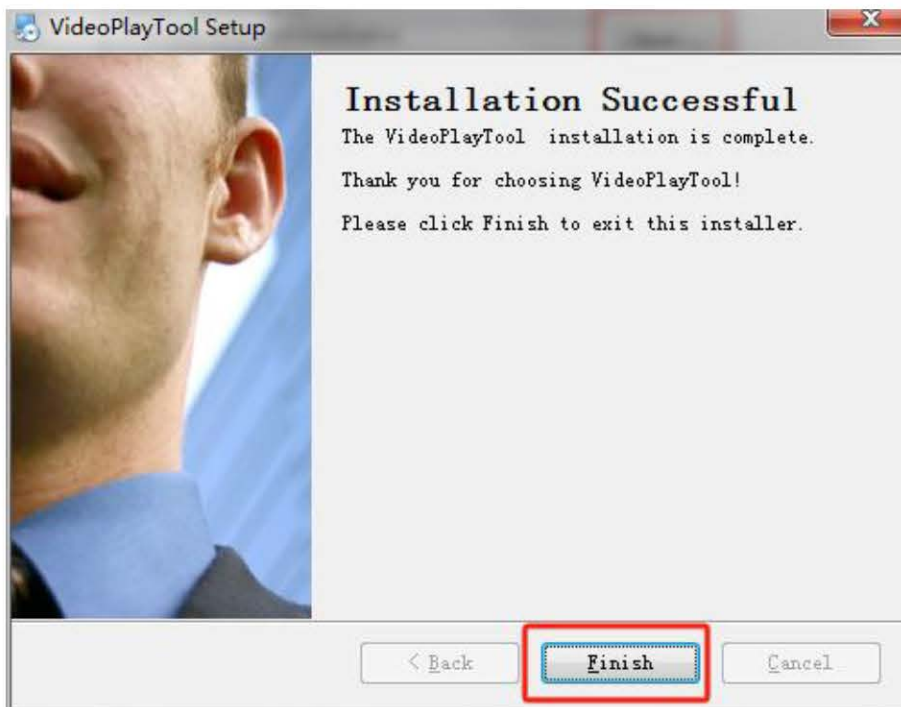 VideoPlayTool Setup
Installation Successful
The VideoPlayTool  installation is complete.
Thank you for choosing VideoPlayTool!
Please click Finish to exit this installer.
< Back
Finish
Cancel